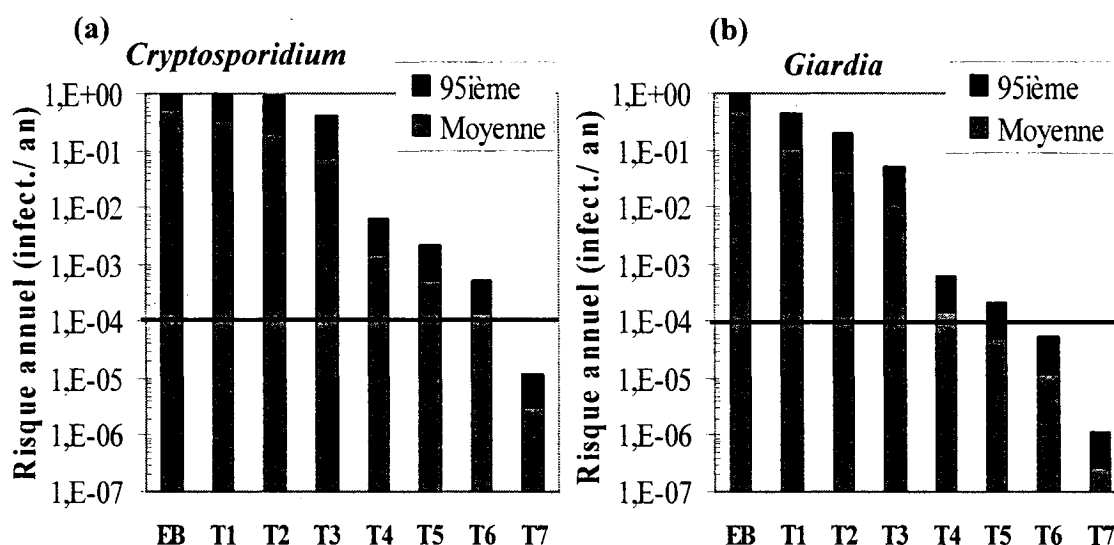 (a)
Cryptosporidium
95ième
Moyenne
Risque annuel (infect./ an)
1,E+00
1,E-01
1,E-02
1,E-03
1,E-04
1,E-05
1,E-06
1,E-07
EB T1 T2 T3 T4 T5 T6 T7
(b)
Giardia
95ième
Moyenne
Risque annuel (infect./ an)
1,E+00
1,E-01
1,E-02
1,E-03
1,E-04
1,E-05
1,E-06
1,E-07
EB T1 T2 T3 T4 T5 T6 T7